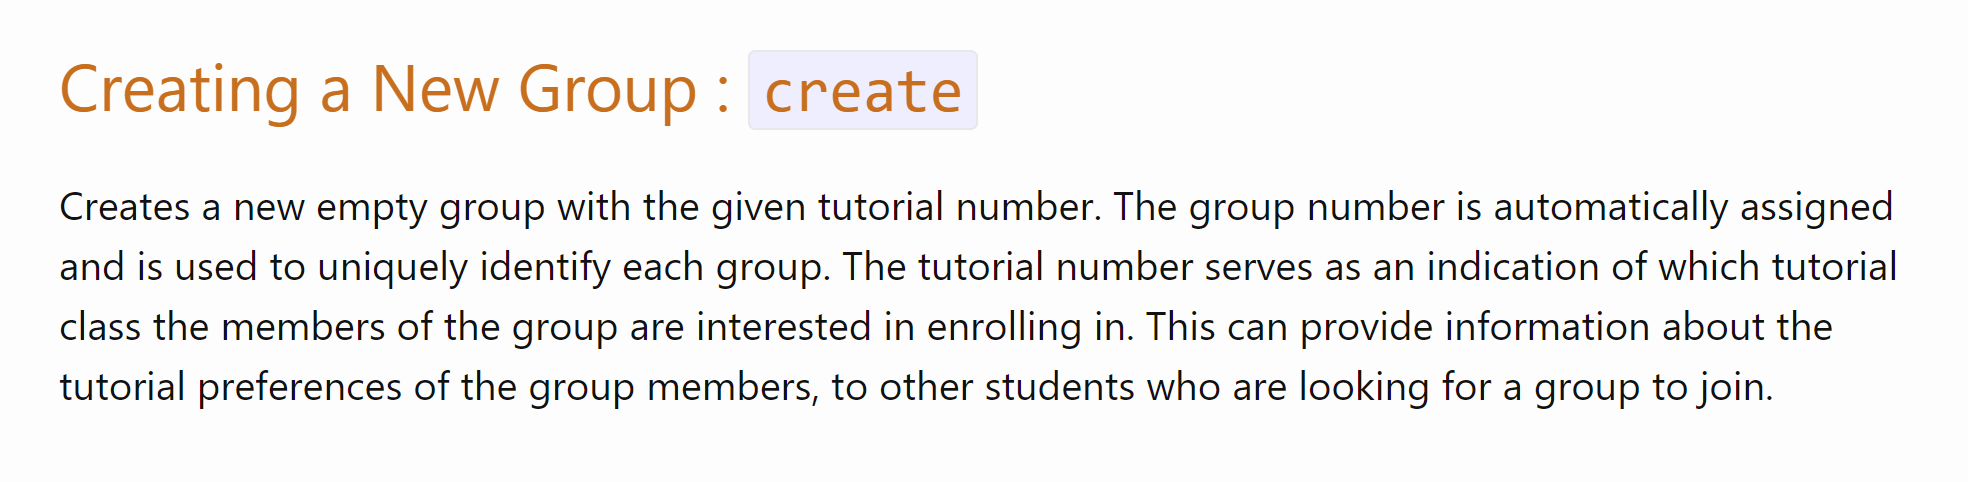 Creating a New Group : create
Creates a new empty group with the given tutorial number. The group number is automatically assigned
and is used to uniquely identify each group. The tutorial number serves as an indication of which tutorial
class the members of the group are interested in enrolling in. This can provide information about the
tutorial preferences of the group members, to other students who are looking for a group to join.